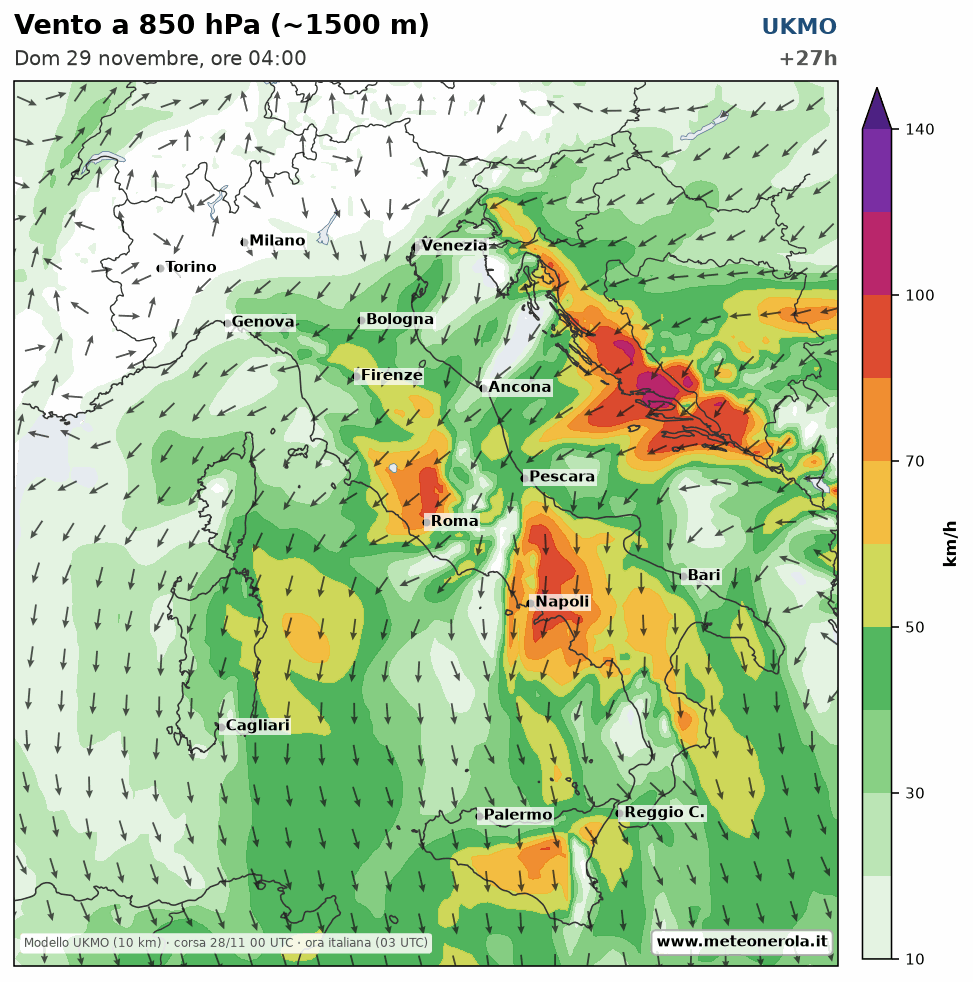 Vento a 850 hPa (~1500 m)
UKMO
Dom 29 novembre, ore 04:00
+27h
140
100
70
50
30
10
km/h
Milano
Venezia
Torino
Genova
Bologna
Firenze
Ancona
Pescara
Roma
Bari
Napoli
Cagliari
Palermo
Reggio C.
Modello UKMO (10 km) · corsa 28/11 00 UTC · ora italiana (03 UTC)
www.meteonerola.it